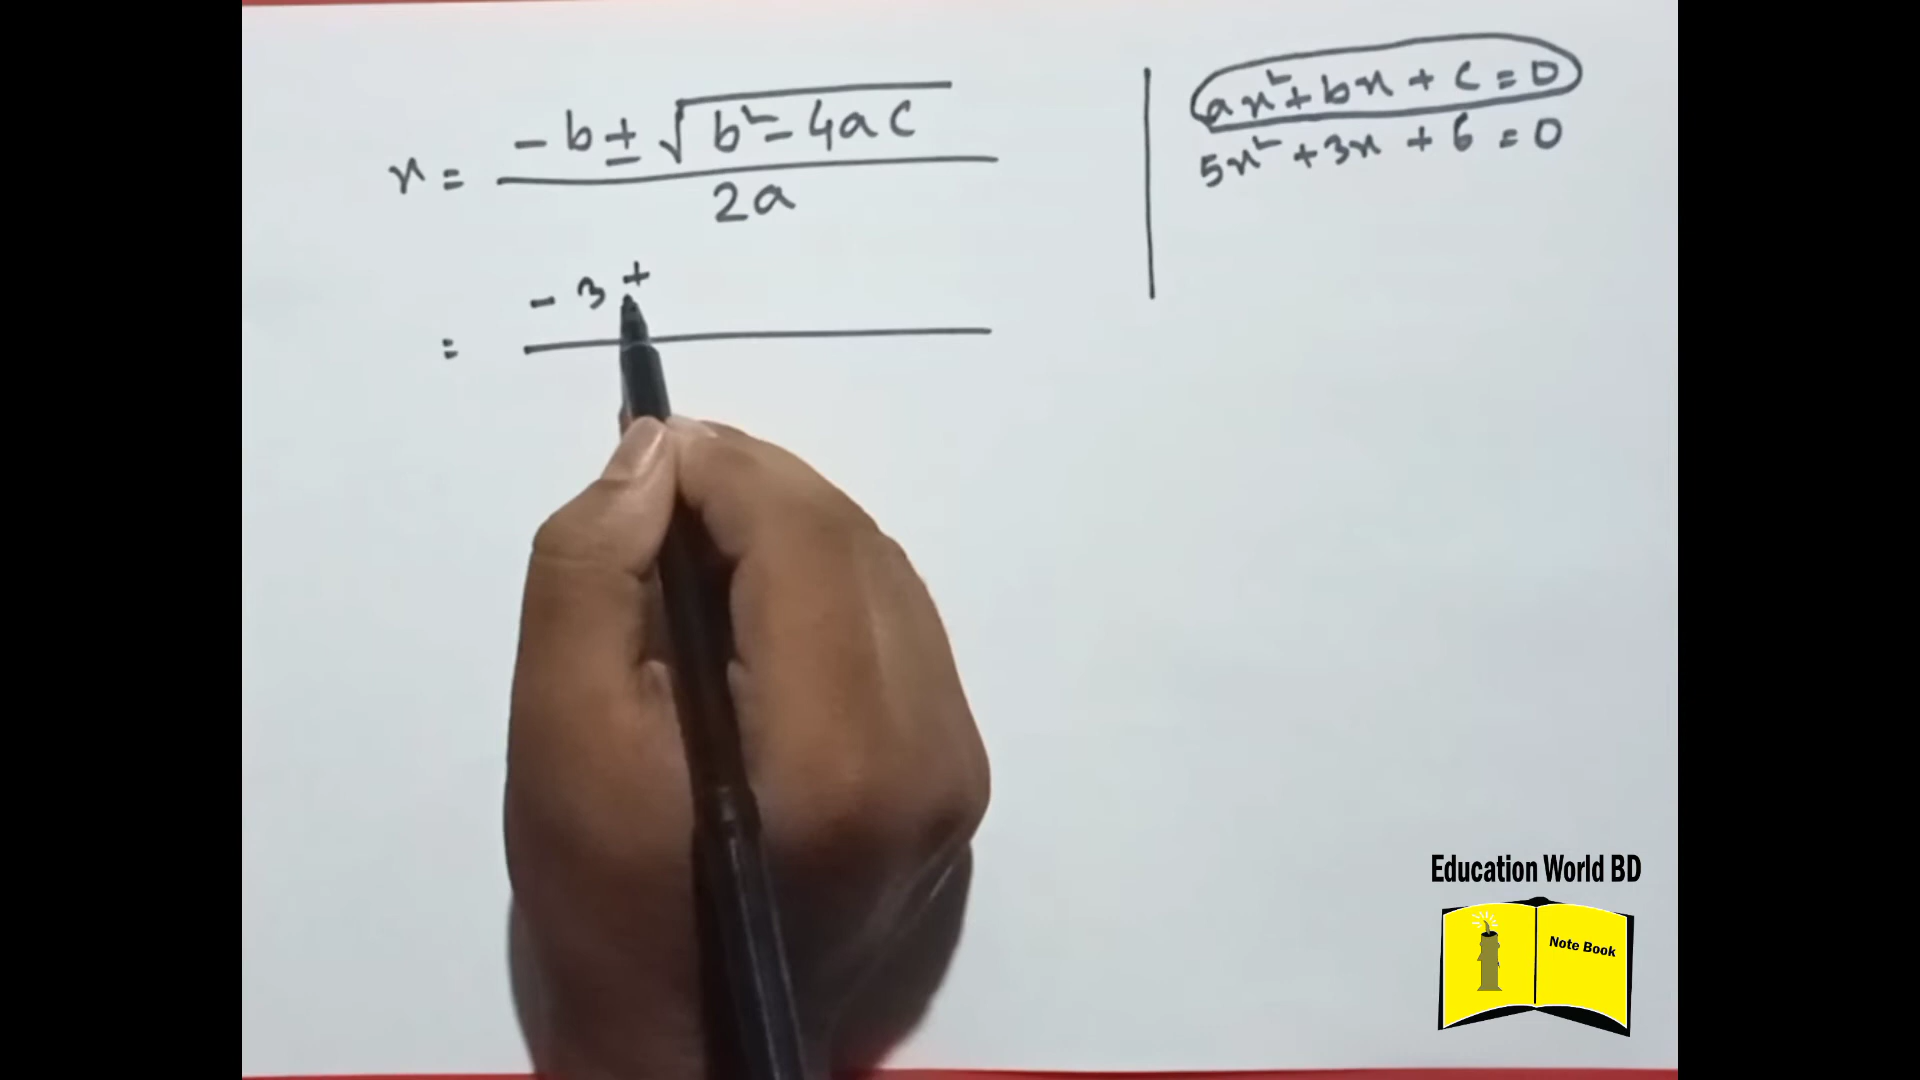 x = -b ± √(b² - 4ac) / 2a
= - 3 +
ax² + bx + c = 0
5x² + 3x + 6 = 0
Education World BD
Note Book